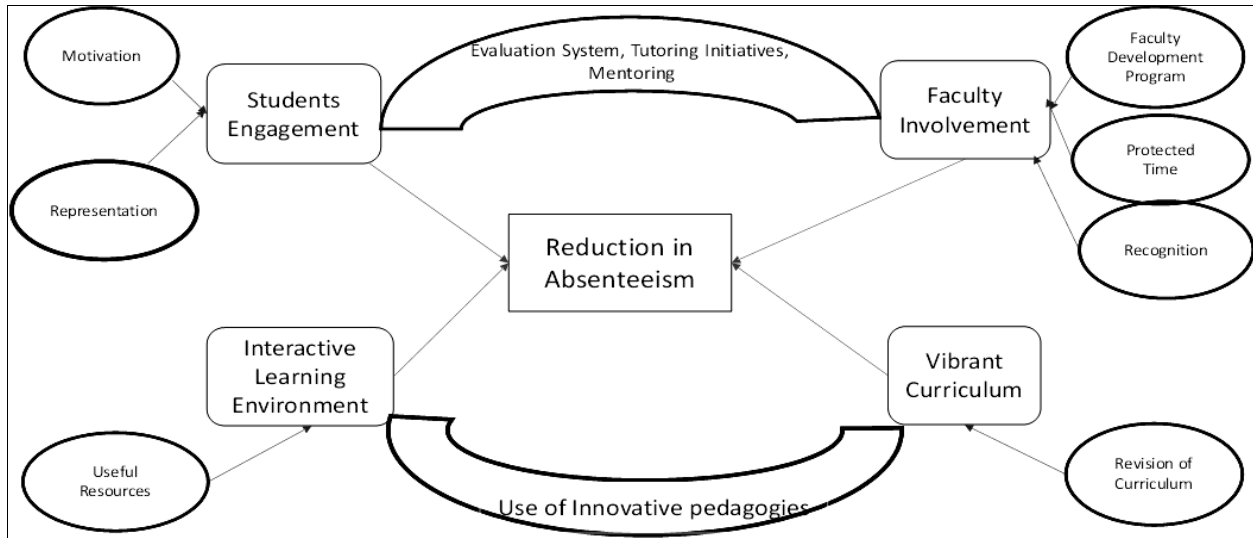 Motivation
Evaluation System, Tutoring Initiatives,
Mentoring
Faculty
Development
Program
Students
Engagement
Faculty
Involvement
Representation
Protected
Time
Recognition
Reduction in
Absenteeism
Interactive
Learning
Environment
Vibrant
Curriculum
Useful
Resources
Use of Innovative pedagogies
Revision of
Curriculum